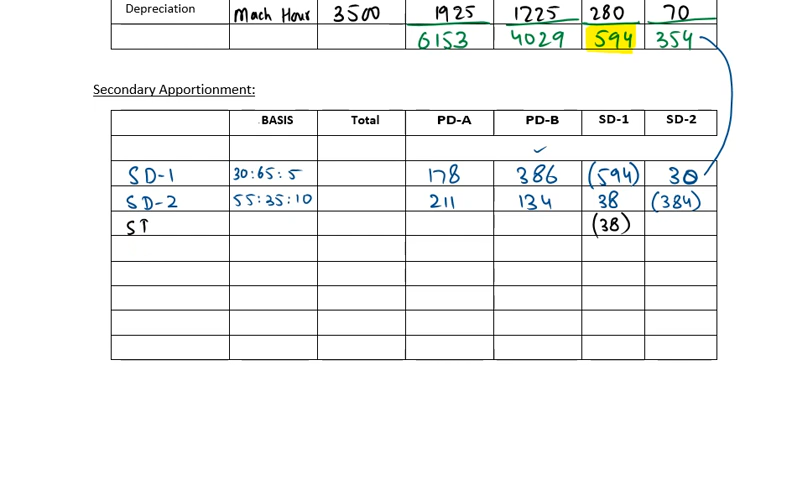 Depreciation Mach Hour 3500 1925 1225 280 70
6153 4029 594 354
Secondary Apportionment:
BASIS Total PD-A PD-B SD-1 SD-2
SD-1 30:65:5 178 386 (594) 30
SD-2 55:35:10 211 134 38 (384)
S↑ (38)